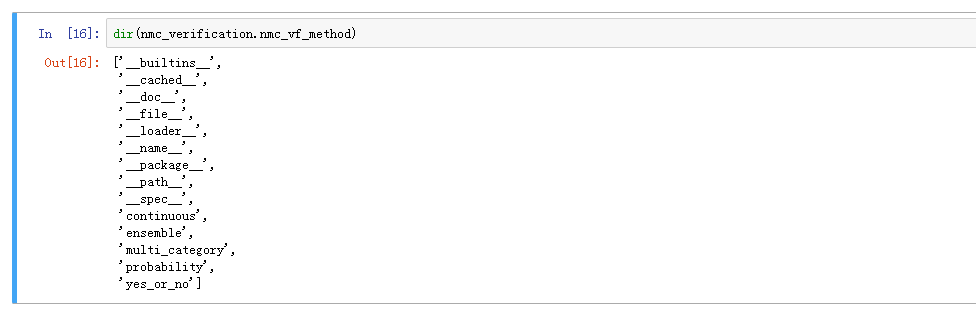 In [16]: dir(nmc_verification.nmc_vf_method)
Out[16]: ['__builtins__',
'__cached__',
'__doc__',
'__file__',
'__loader__',
'__name__',
'__package__',
'__path__',
'__spec__',
'continuous',
'ensemble',
'multi_category',
'probability',
'yes_or_no']